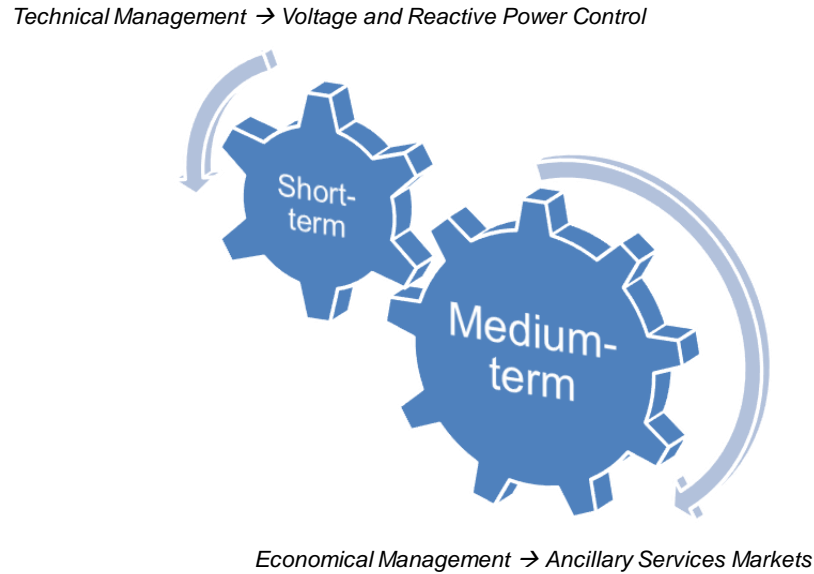 Technical Management → Voltage and Reactive Power Control
Short-
term
Medium-
term
Economical Management → Ancillary Services Markets